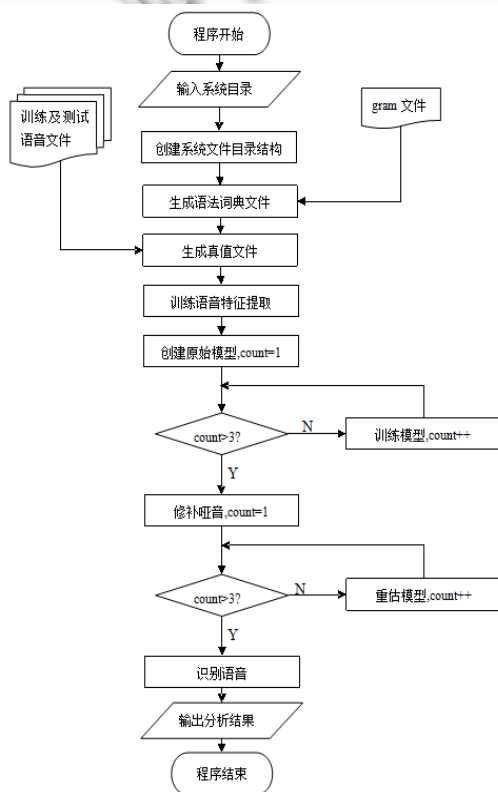 程序开始
输入系统目录
训练及测试
语音文件
gram 文件
创建系统文件目录结构
生成语法词典文件
生成真值文件
训练语音特征提取
创建原始模型,count=1
count>3?
N
训练模型,count++
Y
修补哑音,count=1
count>3?
N
重估模型,count++
Y
识别语音
输出分析结果
程序结束